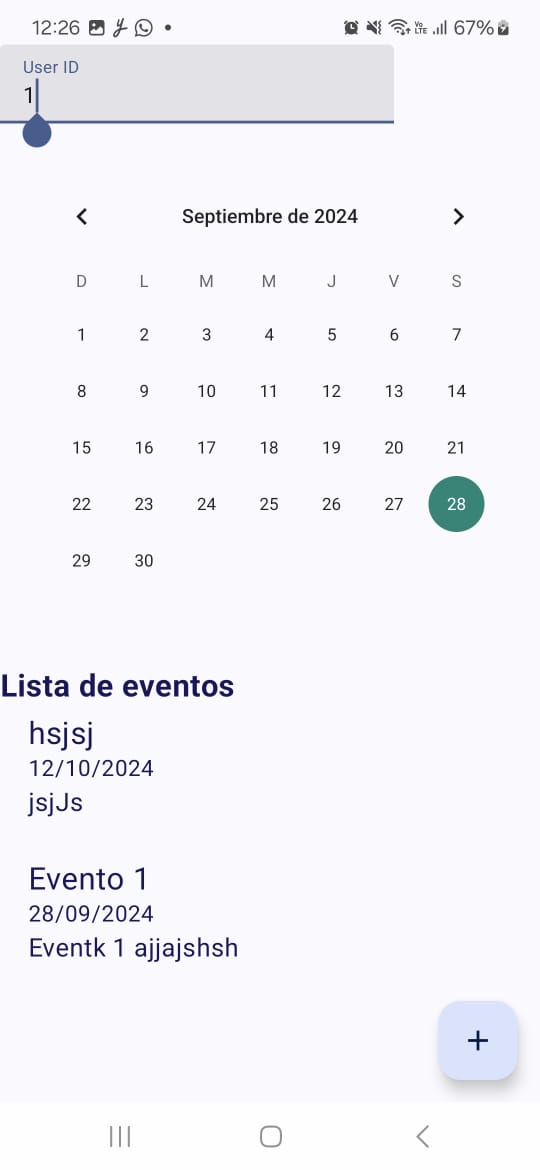 12:26 67%
User ID
1
Septiembre de 2024
D L M M J V S
1 2 3 4 5 6 7
8 9 10 11 12 13 14
15 16 17 18 19 20 21
22 23 24 25 26 27 28
29 30
Lista de eventos
hsjsj
12/10/2024
jsjJs
Evento 1
28/09/2024
Eventk 1 ajjajshsh
+